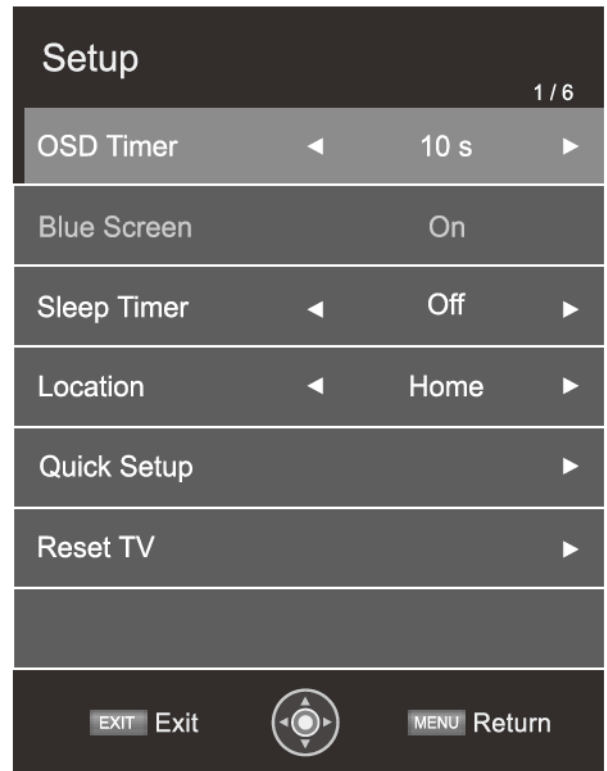 Setup
1 / 6
OSD Timer ◄ 10 s ►
Blue Screen On
Sleep Timer ◄ Off ►
Location ◄ Home ►
Quick Setup ►
Reset TV ►
EXIT Exit MENU Return